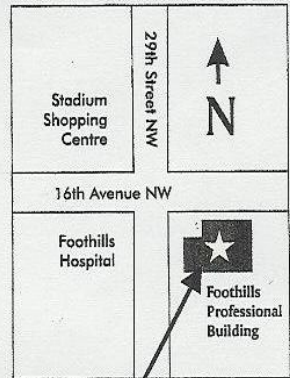 Stadium
Shopping
Centre
29th Street NW
N
16th Avenue NW
Foothills
Hospital
Foothills
Professional
Building